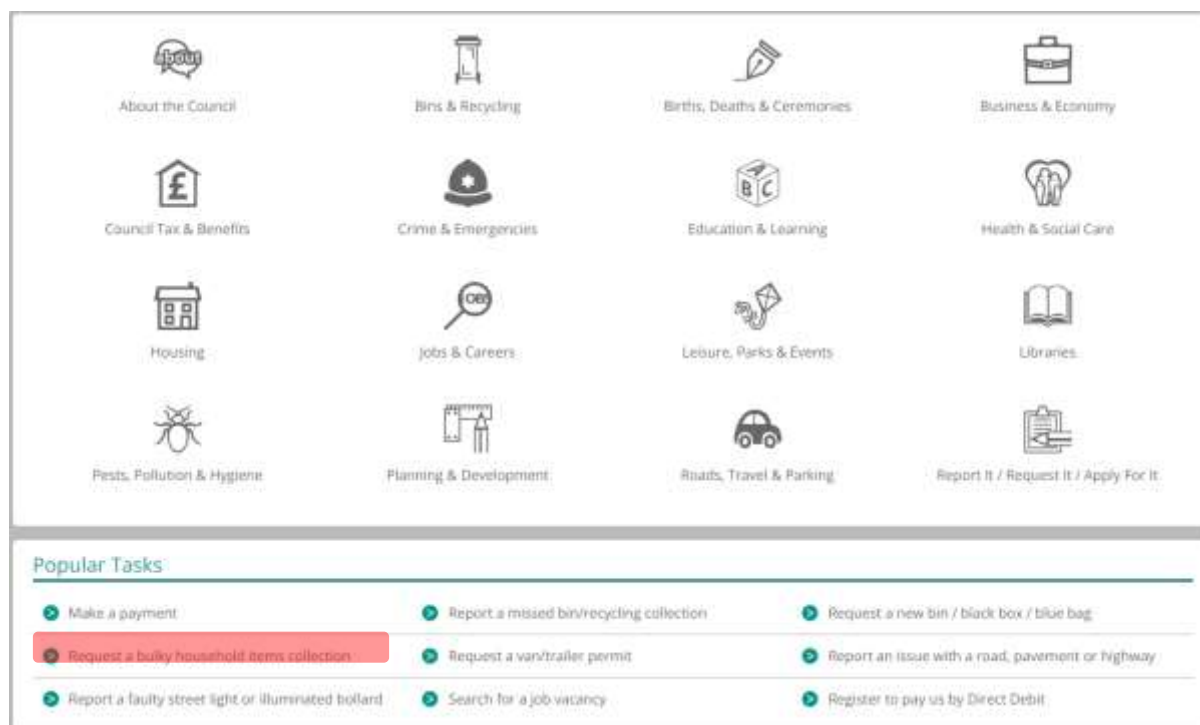 about
About the Council
Bins & Recycling
Births, Deaths & Ceremonies
Business & Economy
£
A
B C
Council Tax & Benefits
Crime & Emergencies
Education & Learning
Health & Social Care
JOBS
Housing
Jobs & Careers
Leisure, Parks & Events
Libraries
Pests, Pollution & Hygiene
Planning & Development
Roads, Travel & Parking
Report It / Request It / Apply For It
Popular Tasks
Make a payment
Report a missed bin/recycling collection
Request a new bin / black box / blue bag
Request a bulky household items collection
Request a van/trailer permit
Report an issue with a road, pavement or highway
Report a faulty street light or illuminated bollard
Search for a job vacancy
Register to pay us by Direct Debit